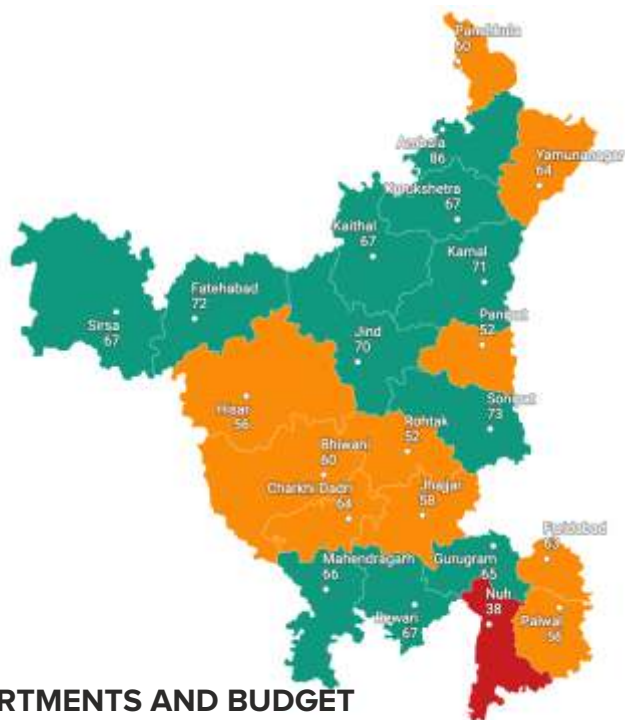 Panchkula
60
Ambala
86
Yamunanagar
64
Kurukshetra
67
Kaithal
67
Karnal
71
Fatehabad
72
Sirsa
67
Panipat
52
Jind
70
Sonipat
73
Hisar
56
Rohtak
52
Bhiwani
60
Charkhi Dadri
64
Jhajjar
58
Faridabad
63
Mahendragarh
66
Gurugram
65
Nuh
38
Rewari
67
Palwal
56
RTMENTS AND BUDGET